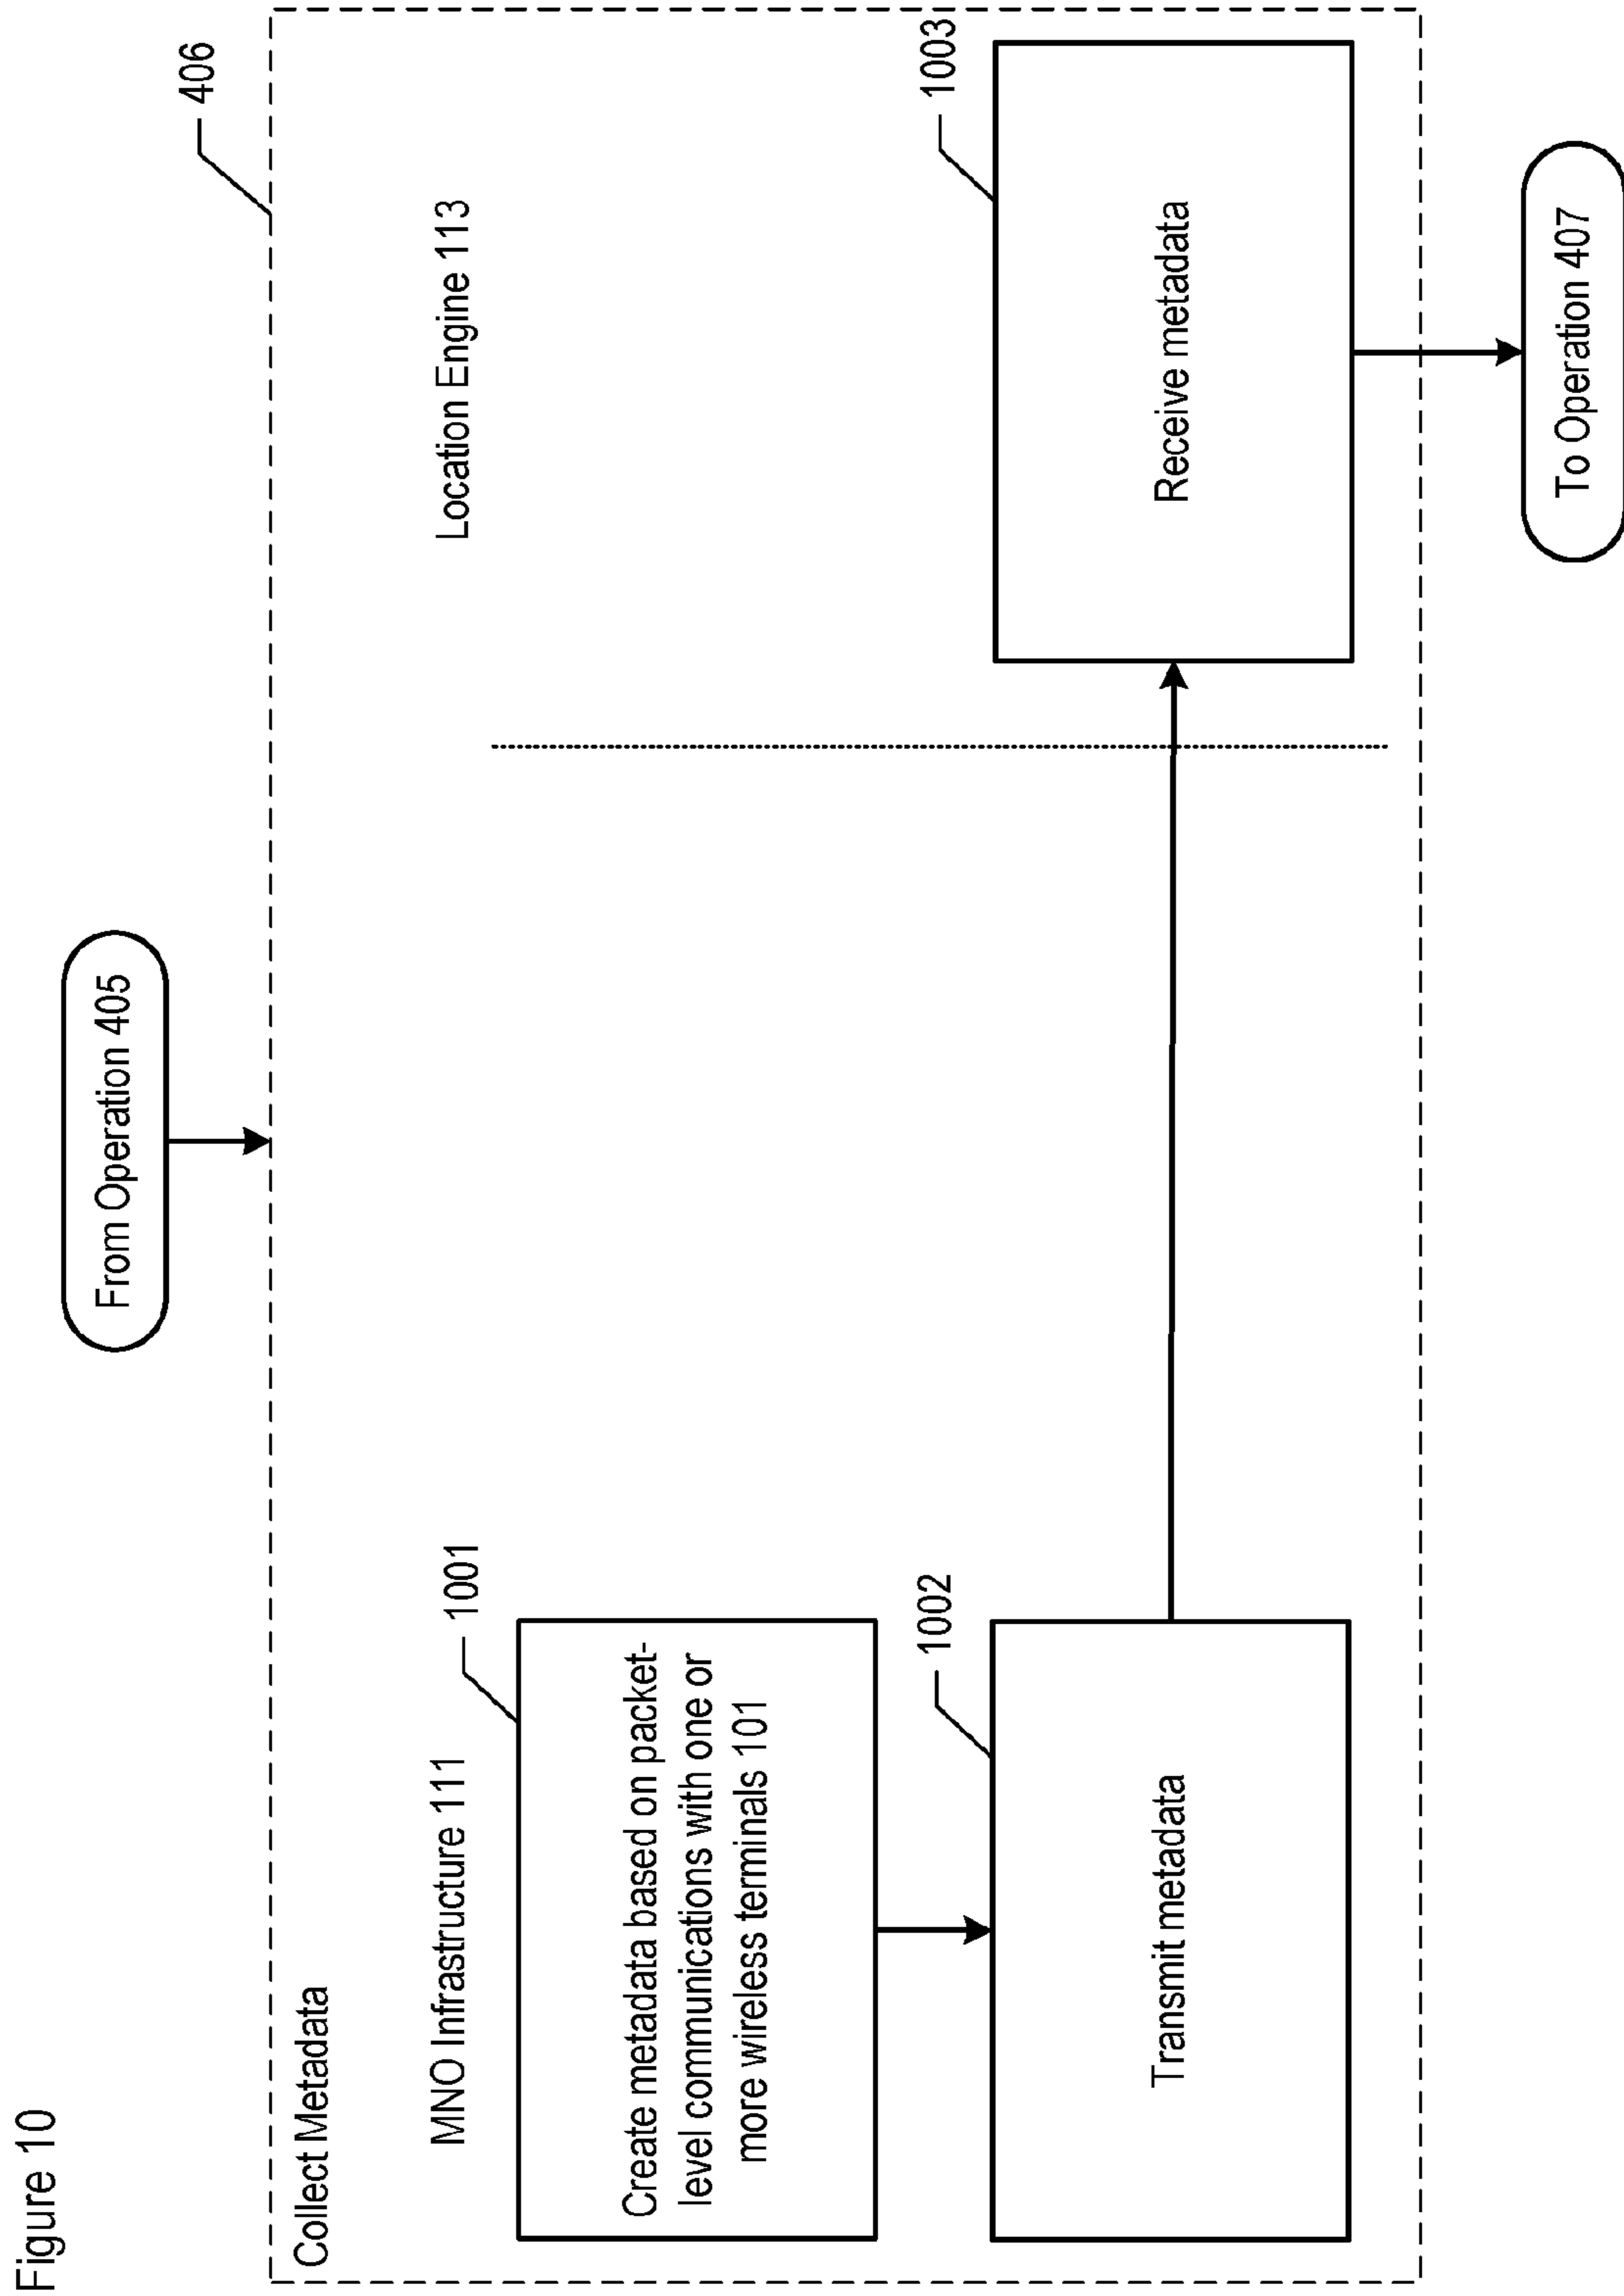 Figure 10
From Operation 405
406
Collect Metadata
MNO Infrastructure 111
Location Engine 113
1001
Create metadata based on packet-
level communications with one or
more wireless terminals 101
1002
Transmit metadata
1003
Receive metadata
To Operation 407